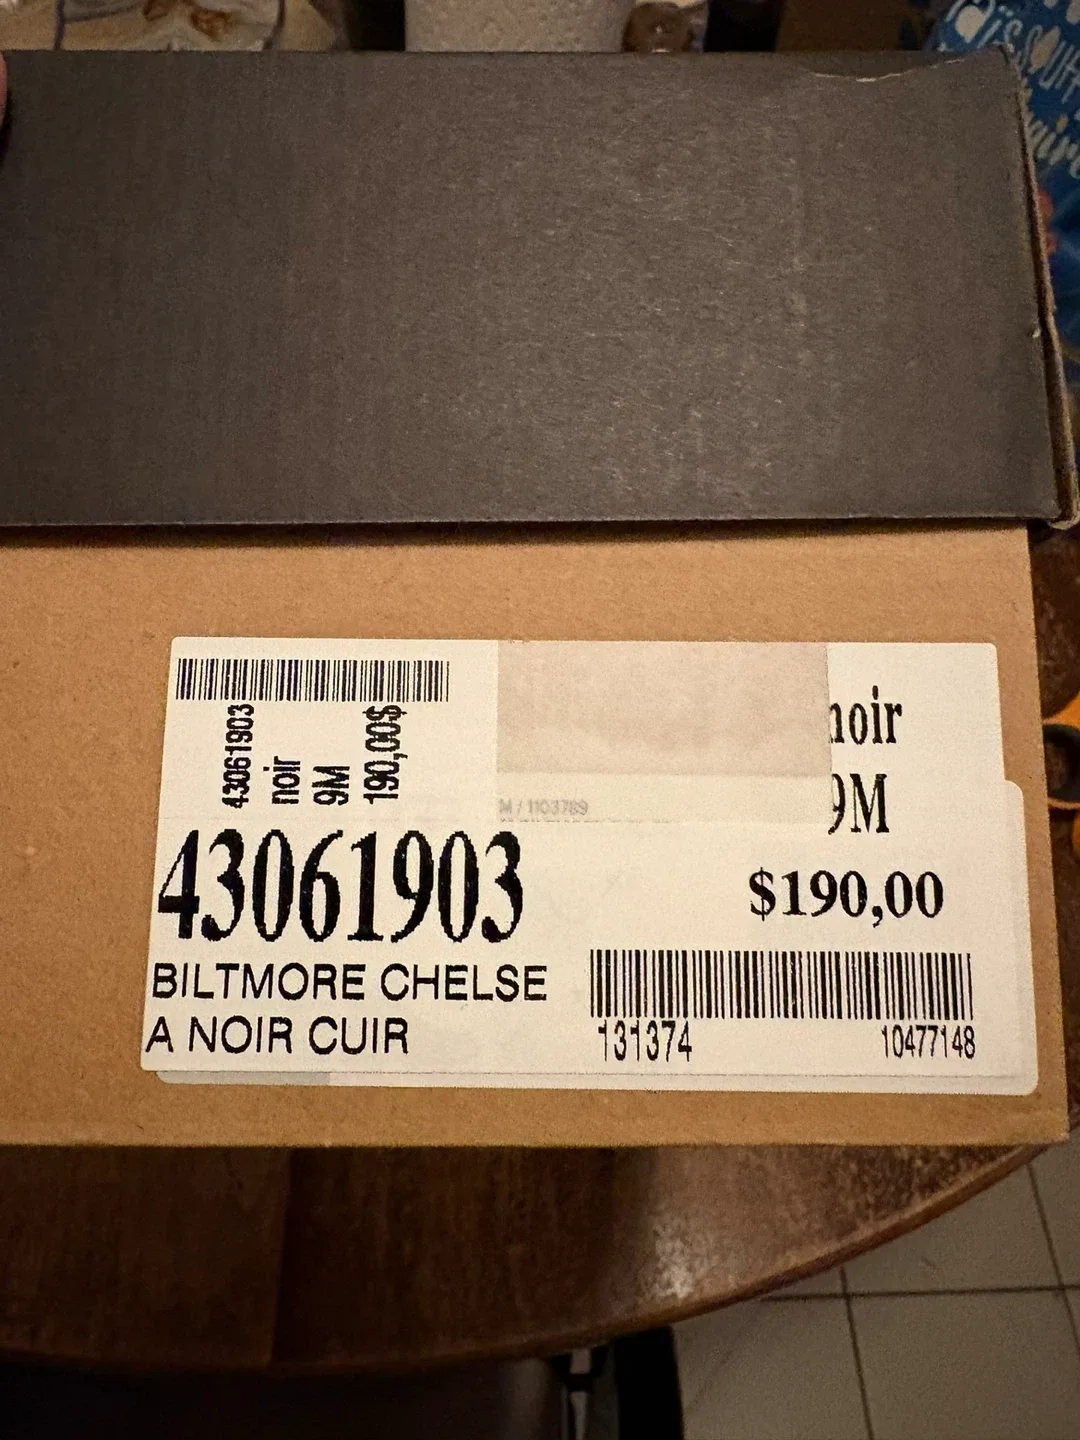 43061903
noir
9M
190,00$
noir
9M
M / 1103789
43061903
$190,00
BILTMORE CHELSE
A NOIR CUIR
131374
10477148